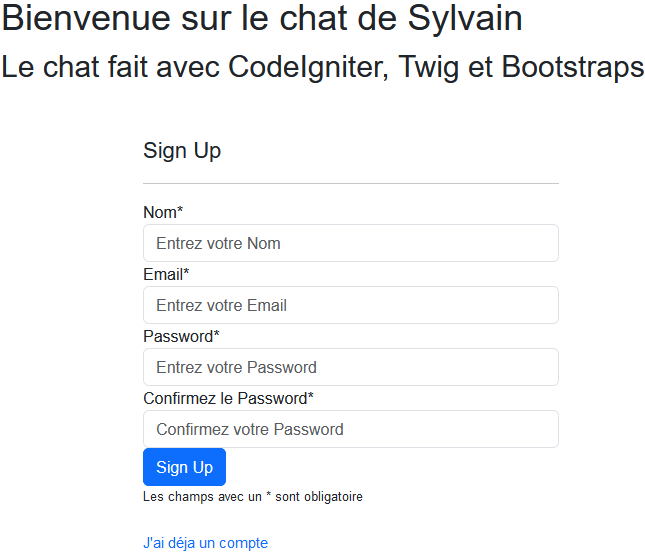 Bienvenue sur le chat de Sylvain
Le chat fait avec CodeIgniter, Twig et Bootstraps
Sign Up
Nom*
Entrez votre Nom
Email*
Entrez votre Email
Password*
Entrez votre Password
Confirmez le Password*
Confirmez votre Password
Sign Up
Les champs avec un * sont obligatoire
J'ai déja un compte